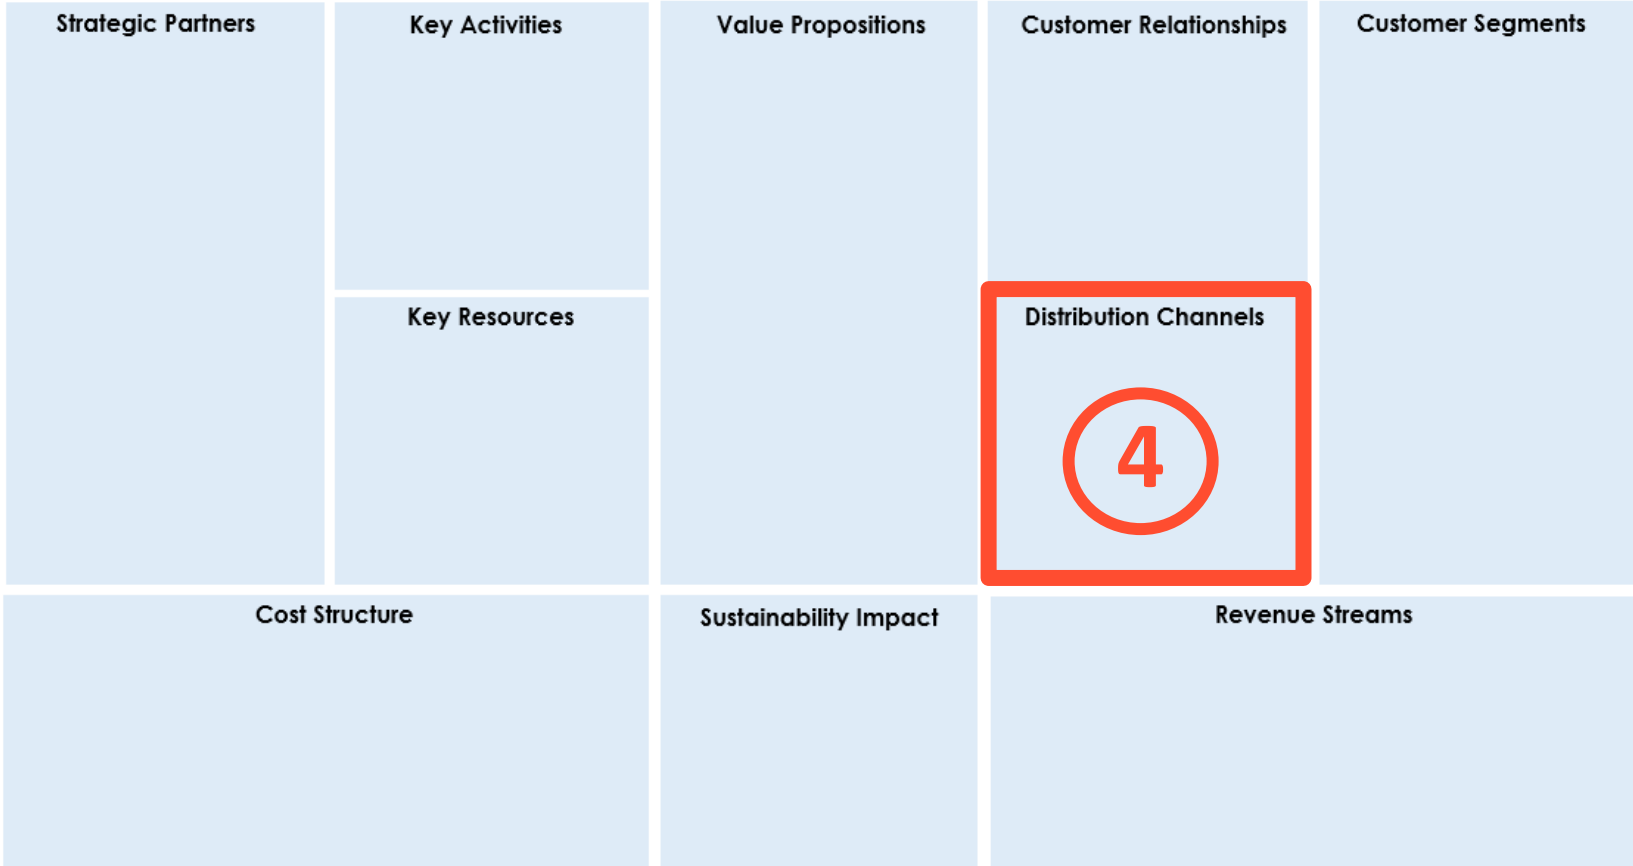 Strategic Partners
Key Activities
Value Propositions
Customer Relationships
Customer Segments
Key Resources
Distribution Channels
4
Cost Structure
Sustainability Impact
Revenue Streams